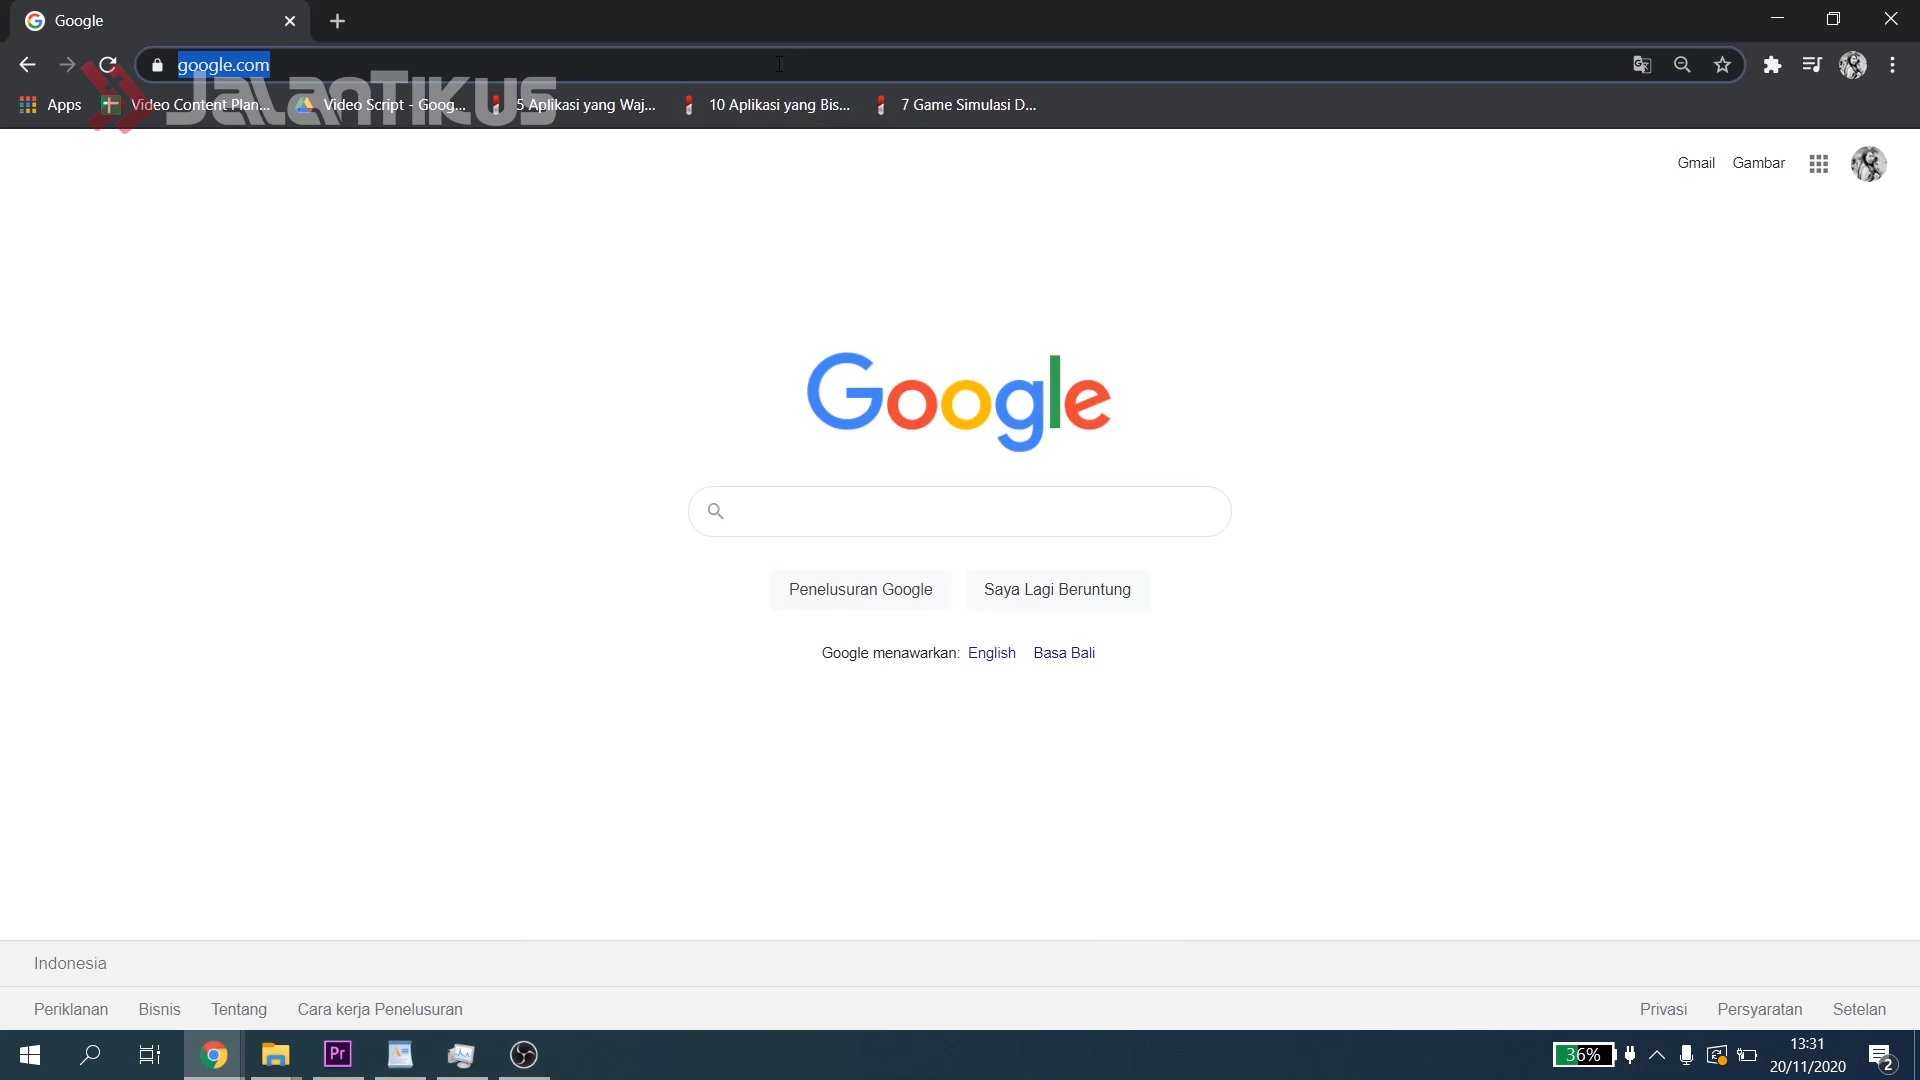 Google
google.com
JALANTIKUS
Apps
Video Content Plan...
Video Script - Goog...
5 Aplikasi yang Waj...
10 Aplikasi yang Bis...
7 Game Simulasi D...
Gmail Gambar
Google
Penelusuran Google Saya Lagi Beruntung
Google menawarkan: English Basa Bali
Indonesia
Periklanan Bisnis Tentang Cara kerja Penelusuran Privasi Persyaratan Setelan
Pr
36%
13:31
20/11/2020
2